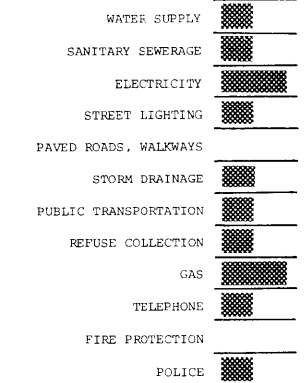 WATER SUPPLY
SANITARY SEWERAGE
ELECTRICITY
STREET LIGHTING
PAVED ROADS, WALKWAYS
STORM DRAINAGE
PUBLIC TRANSPORTATION
REFUSE COLLECTION
GAS
TELEPHONE
FIRE PROTECTION
POLICE